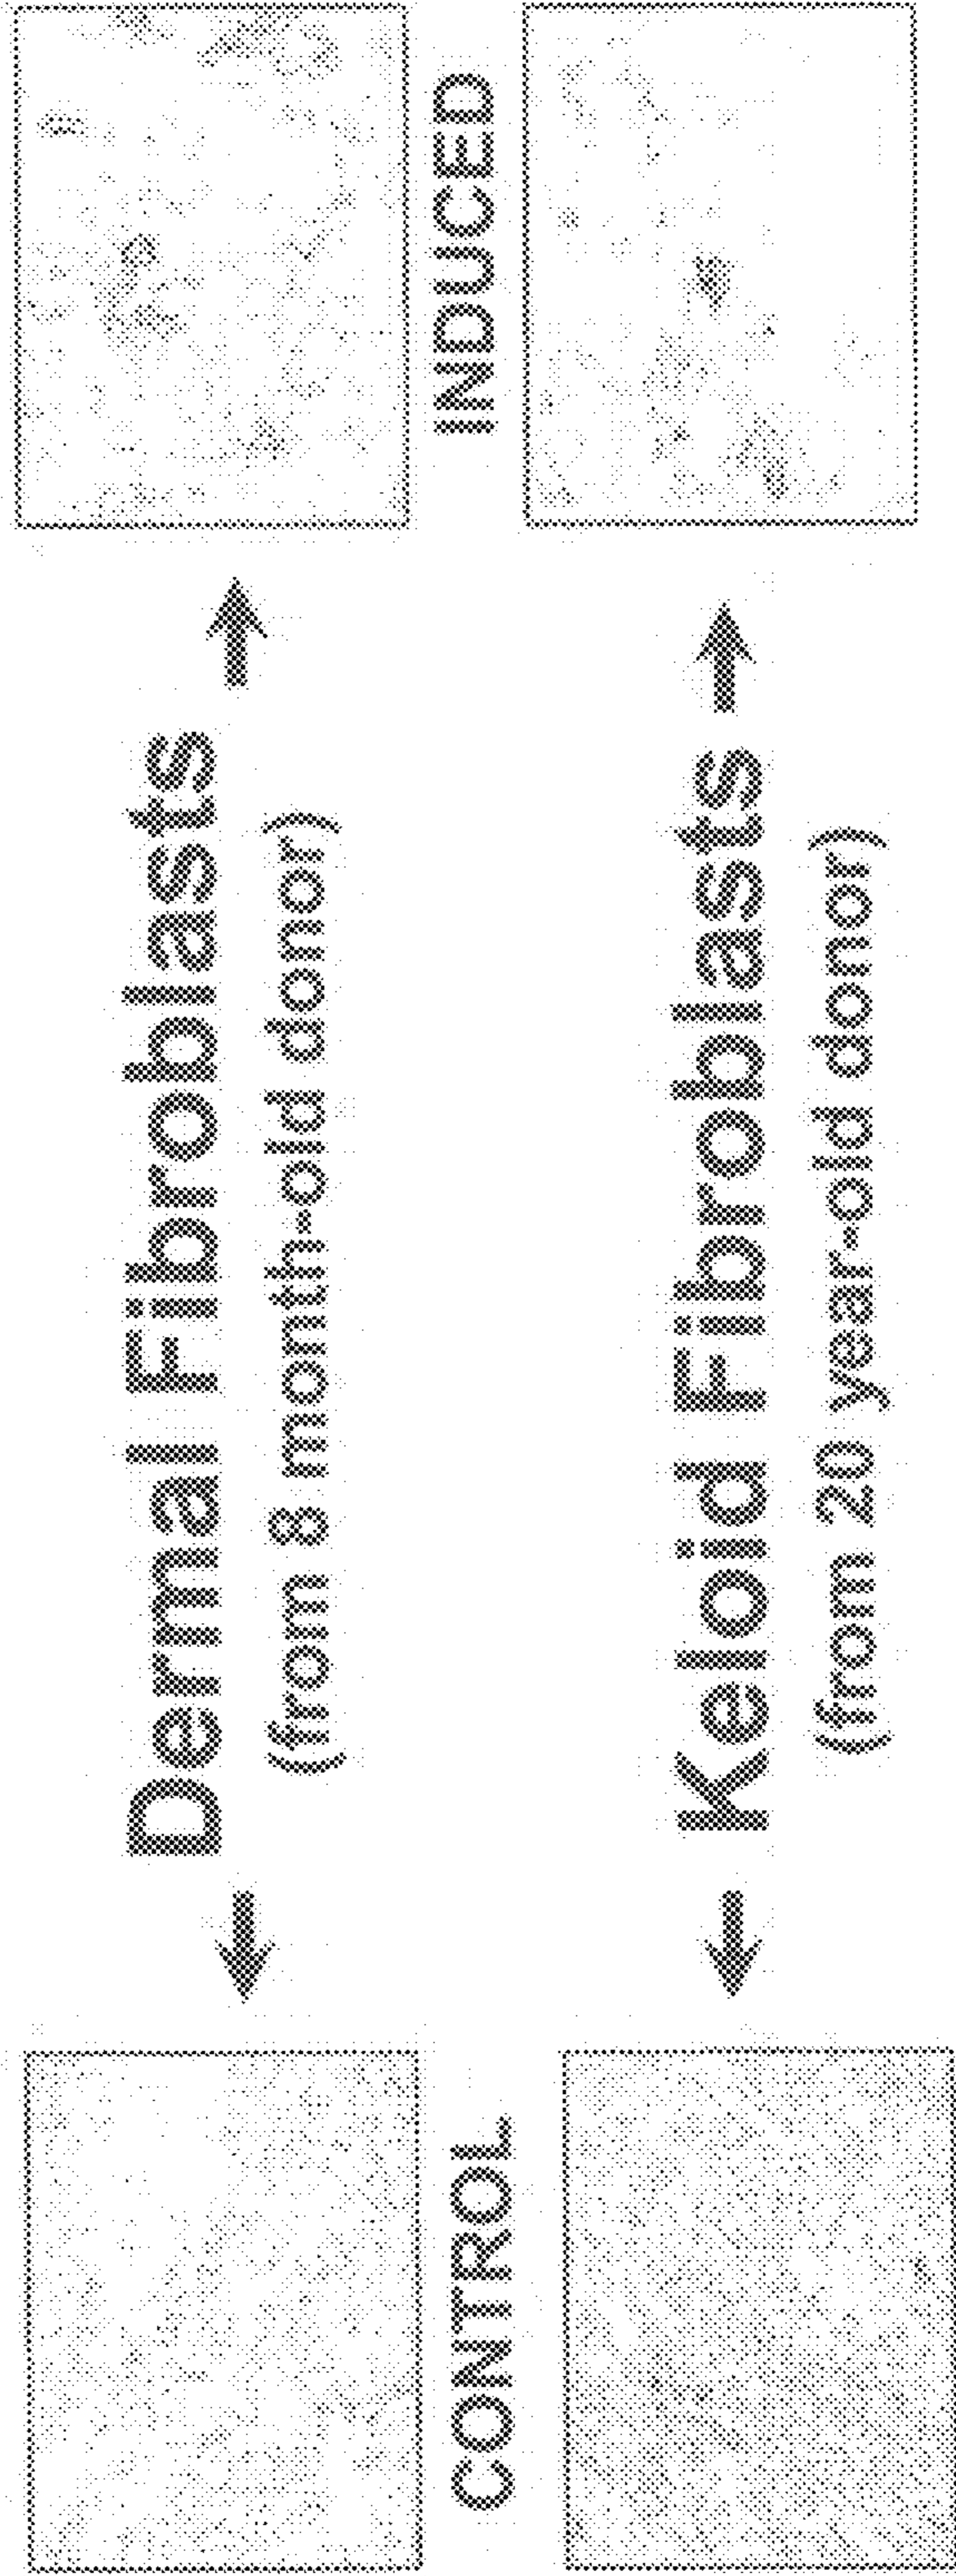 Dermal Fibroblasts
(from 8 month-old donor)
CONTROL
INDUCED
Keloid Fibroblasts
(from 20 year-old donor)